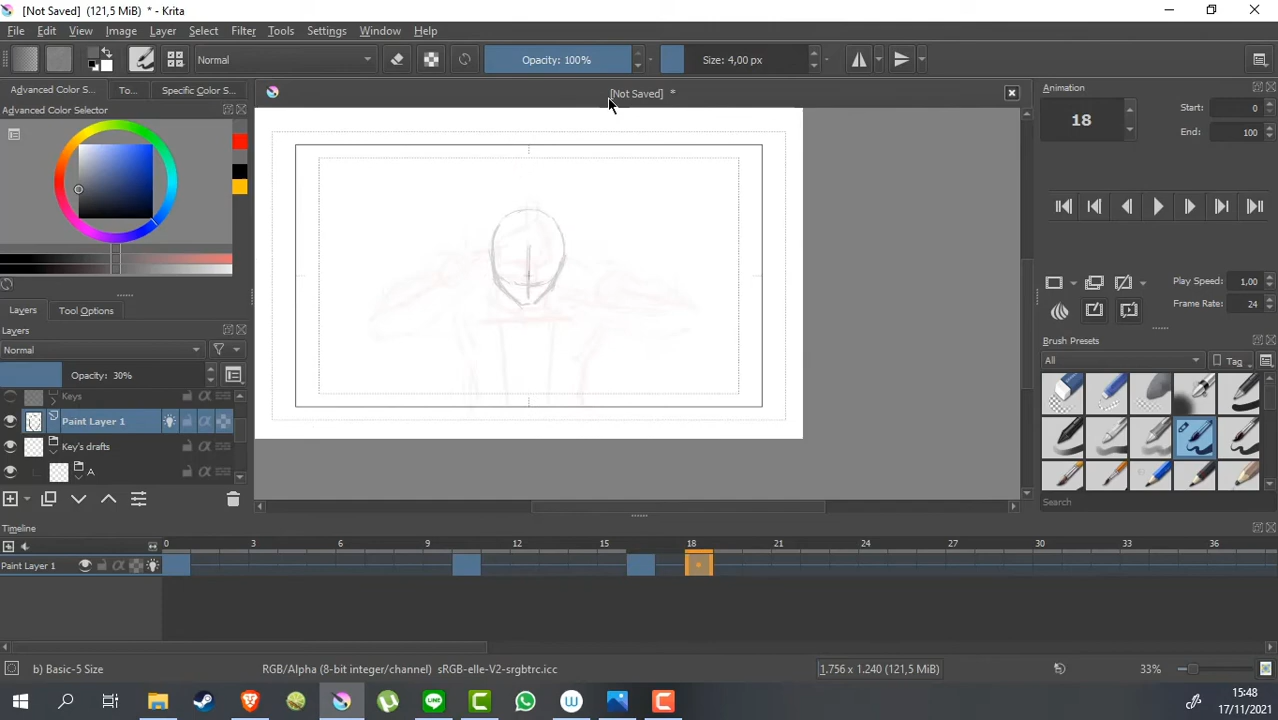 [Not Saved] (121,5 MiB) * - Krita
File Edit View Image Layer Select Filter Tools Settings Window Help
Normal
Opacity: 100%
Size: 4,00 px
Advanced Color S... To... Specific Color S...
[Not Saved] *
Animation
Advanced Color Selector
18
Start: 0
End: 100
Play Speed: 1,00
Frame Rate: 24
Layers Tool Options
Layers
Normal
Opacity: 30%
Keys
Paint Layer 1
Key's drafts
A
Brush Presets
All
Tag
Search
Timeline
0 3 6 9 12 15 18 21 24 27 30 33 36
Paint Layer 1
b) Basic-5 Size
RGB/Alpha (8-bit integer/channel) sRGB-elle-V2-srgbtrc.icc
1.756 x 1.240 (121,5 MiB)
33%
15:48
17/11/2021